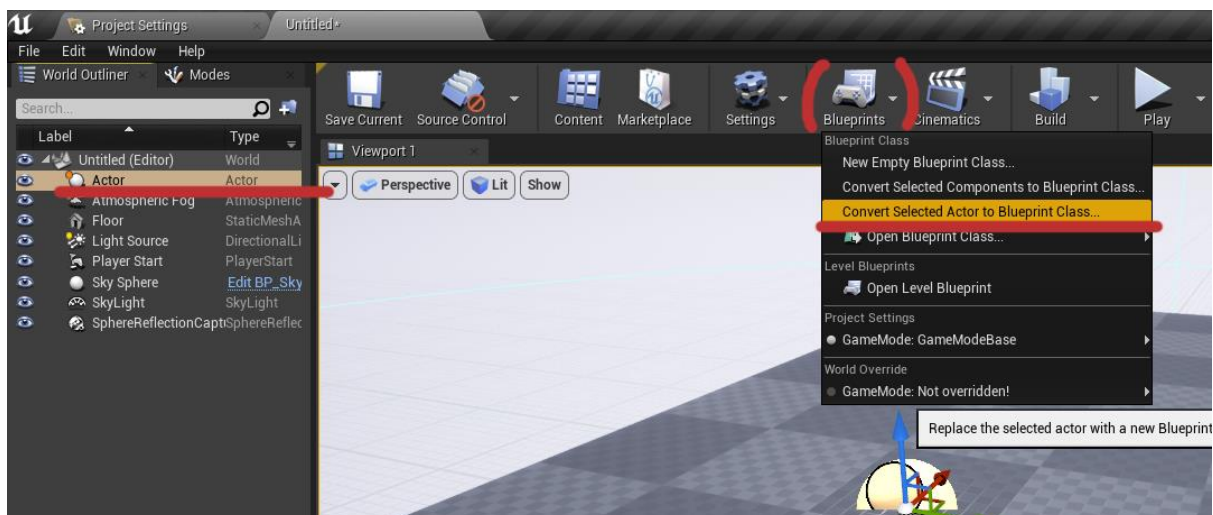 Project Settings
Untitled*
File Edit Window Help
World Outliner
Modes
Search...
Label Type
Untitled (Editor) World
Actor Actor
Atmospheric Fog Atmospheric
Floor StaticMeshA
Light Source DirectionalLi
Player Start PlayerStart
Sky Sphere Edit BP_Sky
SkyLight SkyLight
SphereReflectionCaptu SphereReflec
Save Current Source Control Content Marketplace Settings Blueprints Cinematics Build Play
Viewport 1
Perspective Lit Show
Blueprint Class
New Empty Blueprint Class...
Convert Selected Components to Blueprint Class...
Convert Selected Actor to Blueprint Class...
Open Blueprint Class...
Level Blueprints
Open Level Blueprint
Project Settings
GameMode: GameModeBase
World Override
GameMode: Not overridden!
Replace the selected actor with a new Blueprint